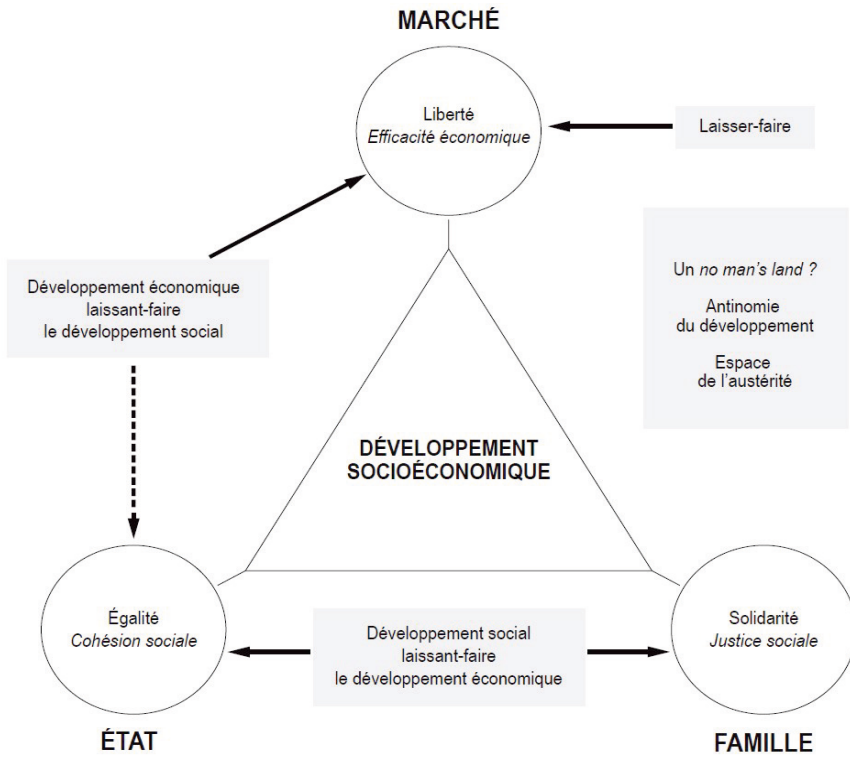 MARCHÉ
Liberté
Efficacité économique
Laisser-faire
Un no man's land ?
Antinomie
du développement
Espace
de l'austérité
Développement économique
laissant-faire
le développement social
DÉVELOPPEMENT
SOCIOÉCONOMIQUE
Égalité
Cohésion sociale
Développement social
laissant-faire
le développement économique
Solidarité
Justice sociale
ÉTAT
FAMILLE